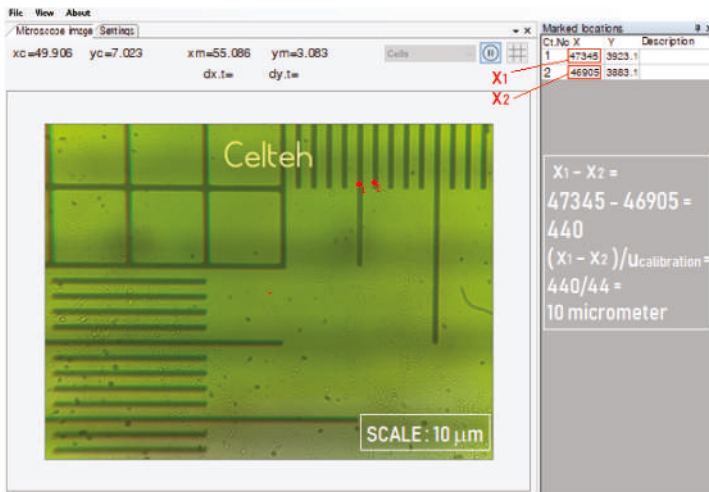 File View About
Microscope image Settings
xc=49.906 yc=7.023 xm=55.086 ym=3.083 Cells
dx.t= dy.t=
Marked locations
Ct.No X Y Description
1 47345 3923.1
2 46905 3883.1
X1
X2
Celteh
SCALE: 10 µm
X1 - X2 =
47345 - 46905 =
440
(X1 - X2)/Ucalibration=
440/44 =
10 micrometer